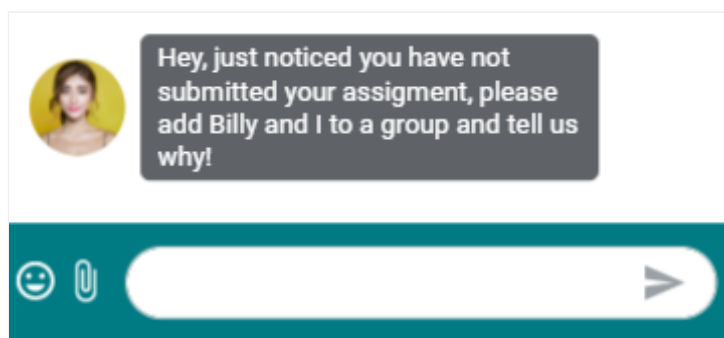 Hey, just noticed you have not
submitted your assigment, please
add Billy and I to a group and tell us
why!